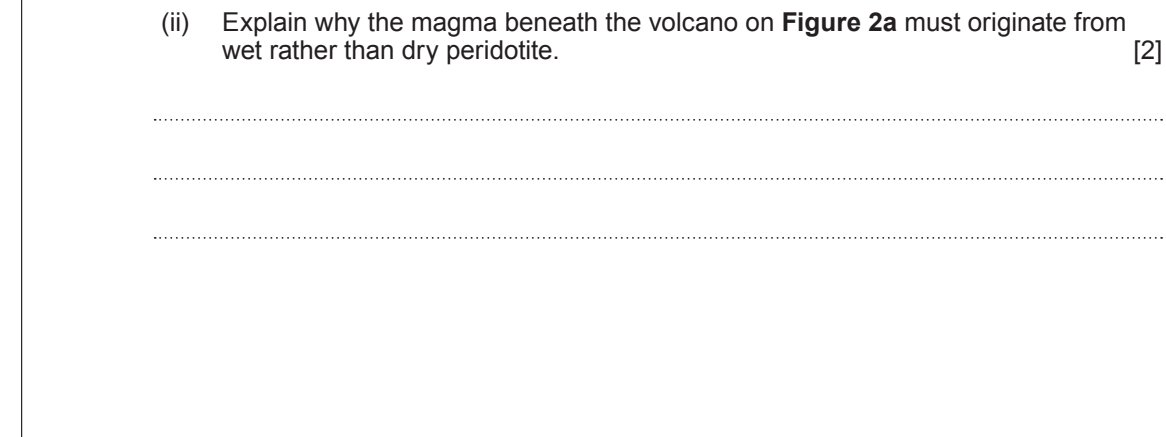 (ii) Explain why the magma beneath the volcano on Figure 2a must originate from
wet rather than dry peridotite. [2]